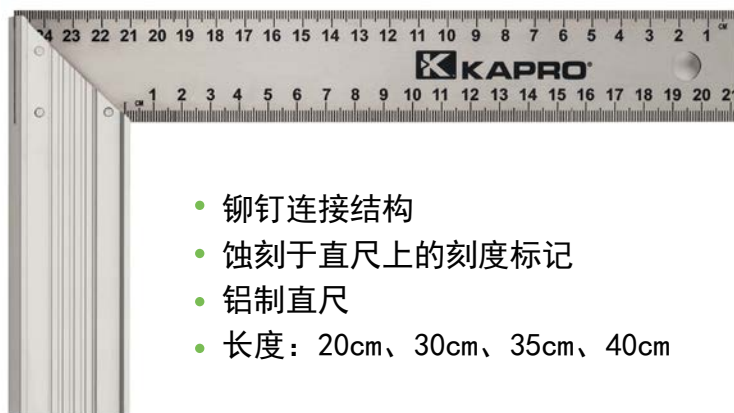 24 23 22 21 20 19 18 17 16 15 14 13 12 11 10 9 8 7 6 5 4 3 2 1 CM
KAPRO
CM 1 2 3 4 5 6 7 8 9 10 11 12 13 14 15 16 17 18 19 20 21
铆钉连接结构
蚀刻于直尺上的刻度标记
铝制直尺
长度：20cm、30cm、35cm、40cm